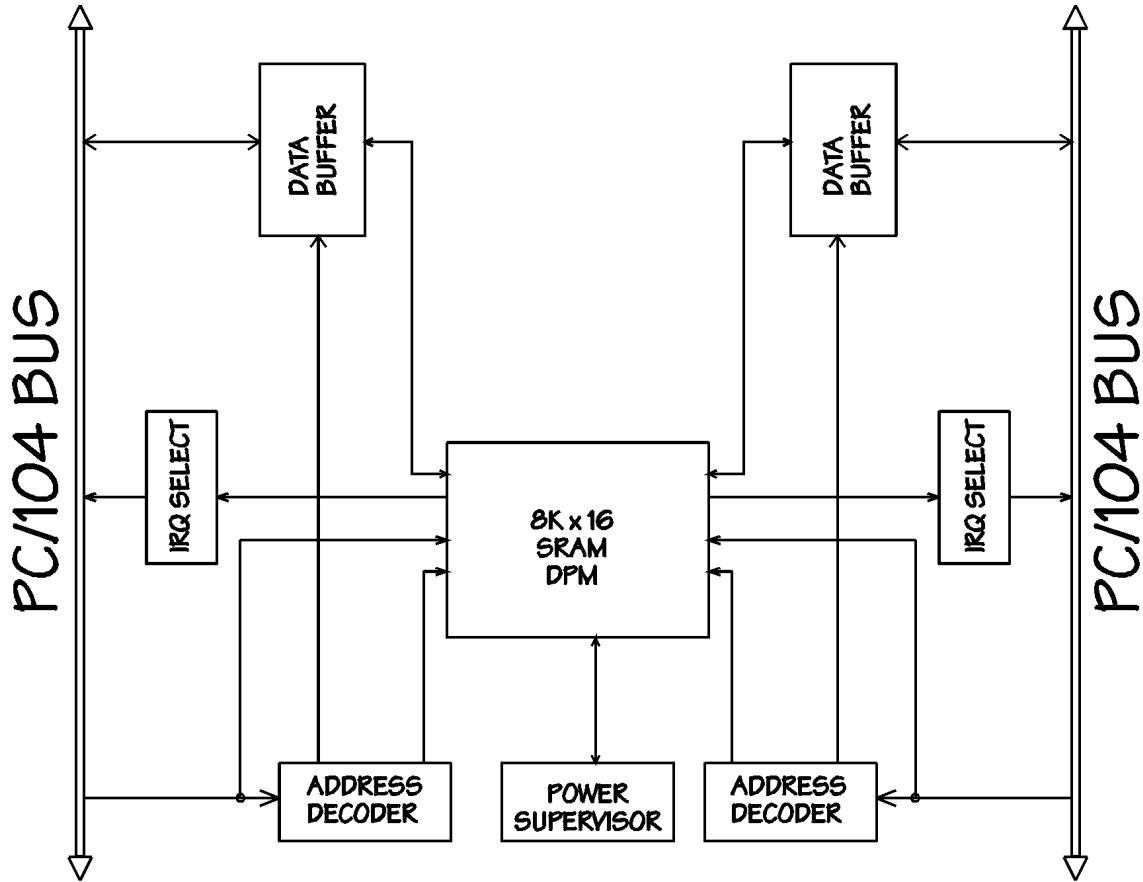 DATA
BUFFER
DATA
BUFFER
PC/104 BUS
IRQ SELECT
8K x 16
SRAM
DPM
IRQ SELECT
PC/104 BUS
ADDRESS
DECODER
POWER
SUPERVISOR
ADDRESS
DECODER